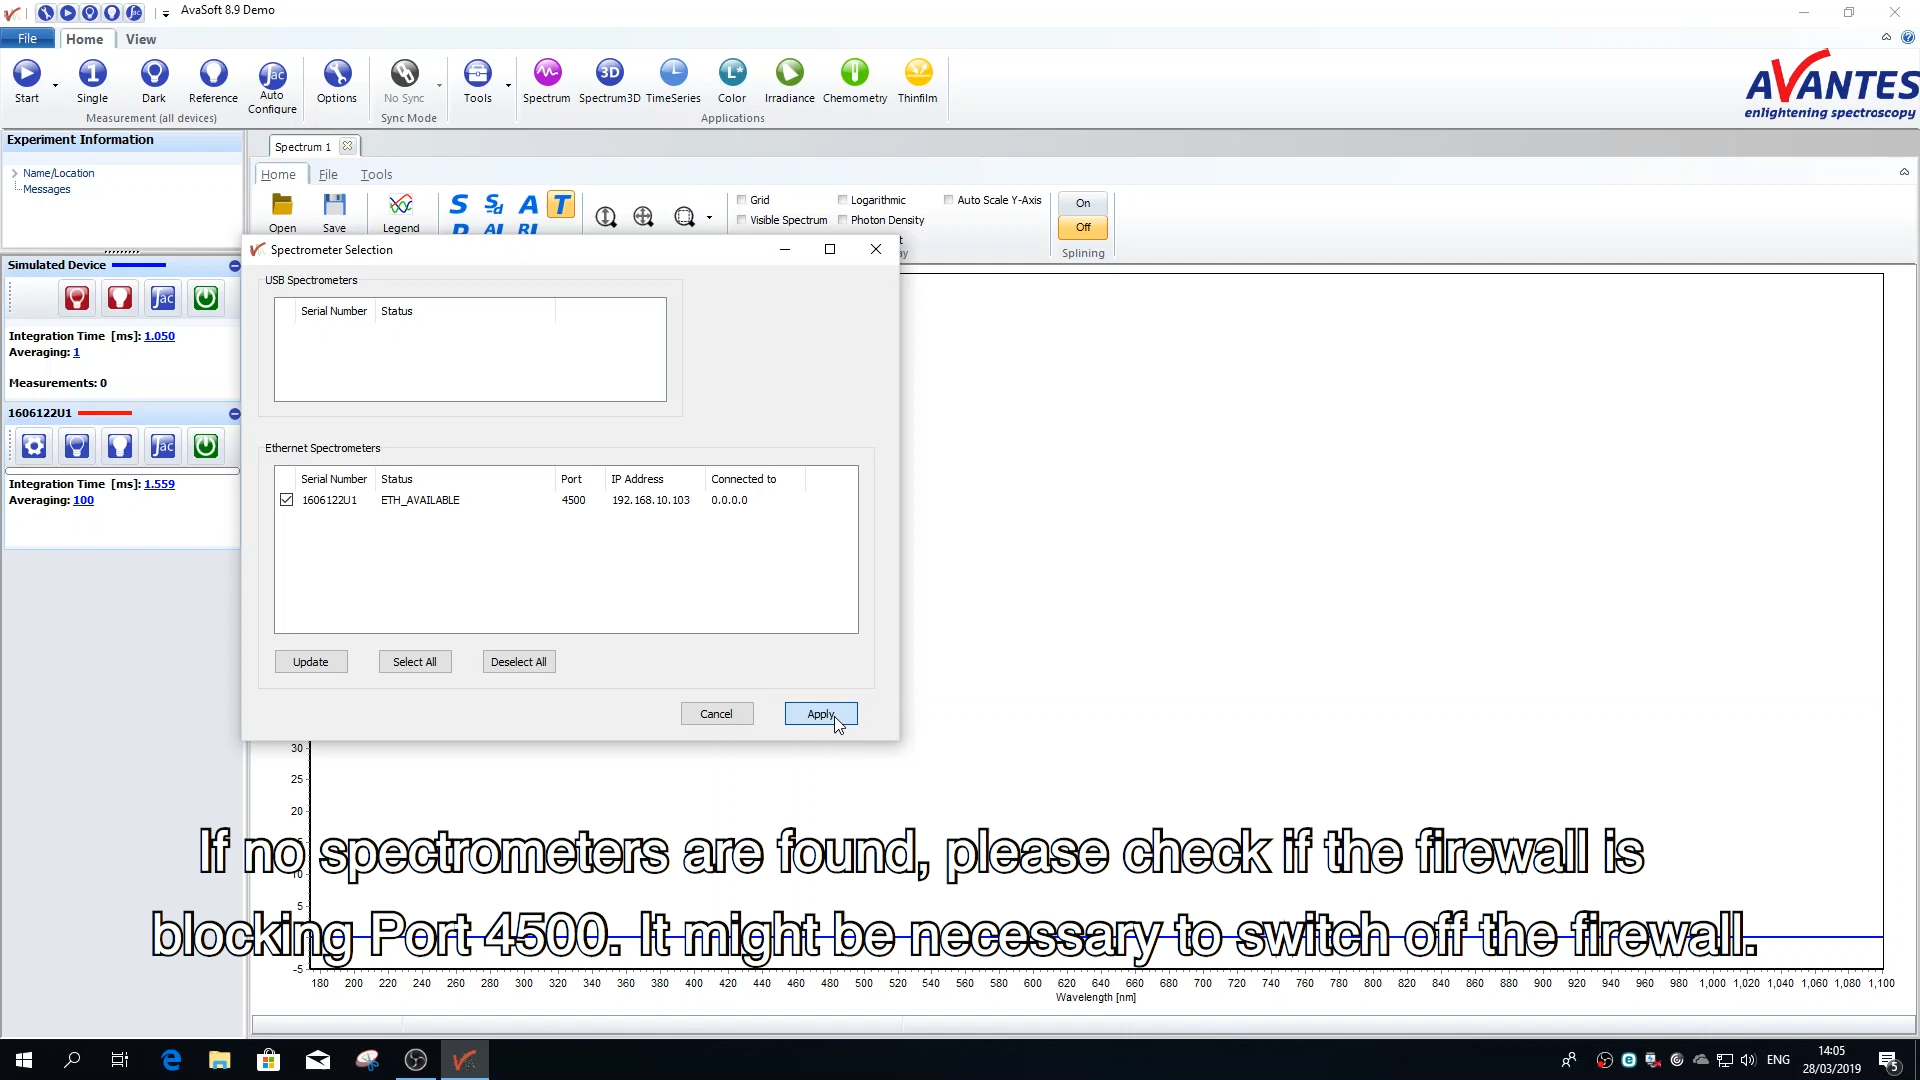 AvaSoft 8.9 Demo
File Home View
Start
Single
Dark
Reference
Auto Configure
Options
No Sync
Tools
Spectrum
Spectrum3D
TimeSeries
Color
Irradiance
Chemometry
Thinfilm
Measurement (all devices)
Sync Mode
Applications
AVANTES
enlightening spectroscopy
Experiment Information
Name/Location
Messages
Spectrum 1
Home File Tools
Open
Save
Legend
S Sd A T
Grid
Logarithmic
Auto Scale Y-Axis
Visible Spectrum
Photon Density
On
Off
Splining
Simulated Device
Integration Time [ms]: 1.050
Averaging: 1
Measurements: 0
1606122U1
Integration Time [ms]: 1.559
Averaging: 100
Spectrometer Selection
USB Spectrometers
Serial Number Status
Ethernet Spectrometers
Serial Number Status Port IP Address Connected to
1606122U1 ETH_AVAILABLE 4500 192.168.10.103 0.0.0.0
Update Select All Deselect All
Cancel Apply
30
25
20
10
5
-5
If no spectrometers are found, please check if the firewall is
blocking Port 4500. It might be necessary to switch off the firewall.
180 200 220 240 260 280 300 320 340 360 380 400 420 440 460 480 500 520 540 560 580 600 620 640 660 680 700 720 740 760 780 800 820 840 860 880 900 920 940 960 980 1,000 1,020 1,040 1,060 1,080 1,100
Wavelength [nm]
ENG
14:05
28/03/2019
5